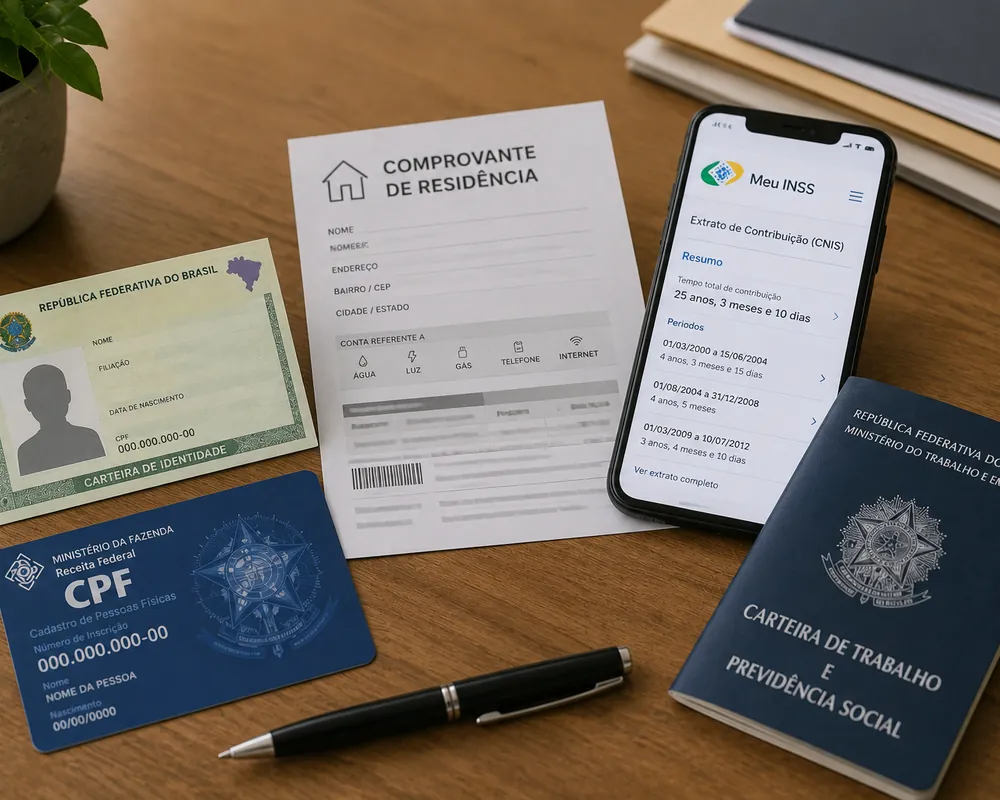 REPÚBLICA FEDERATIVA DO BRASIL
NOME
FILIAÇÃO
DATA DE NASCIMENTO
CPF
000.000.000-00
CARTEIRA DE IDENTIDADE
MINISTÉRIO DA FAZENDA
Receita Federal
CPF
Cadastro de Pessoas Físicas
Número de Inscrição
000.000.000-00
Nome
NOME DA PESSOA
Nascimento
00/00/0000
COMPROVANTE
DE RESIDÊNCIA
NOME
ENDEREÇO
BAIRRO / CEP
CIDADE / ESTADO
CONTA REFERENTE A
ÁGUA LUZ GÁS TELEFONE INTERNET
Meu INSS
Extrato de Contribuição (CNIS)
Resumo
Tempo total de contribuição
25 anos, 3 meses e 10 dias
Períodos
01/03/2000 a 15/06/2004
4 anos, 3 meses e 15 dias
01/08/2004 a 31/12/2008
4 anos, 5 meses
01/03/2009 a 10/07/2012
3 anos, 4 meses e 10 dias
Ver extrato completo
REPÚBLICA FEDERATIVA DO
MINISTÉRIO DO TRABALHO E EM
CARTEIRA DE TRABALHO
E
PREVIDÊNCIA SOCIAL